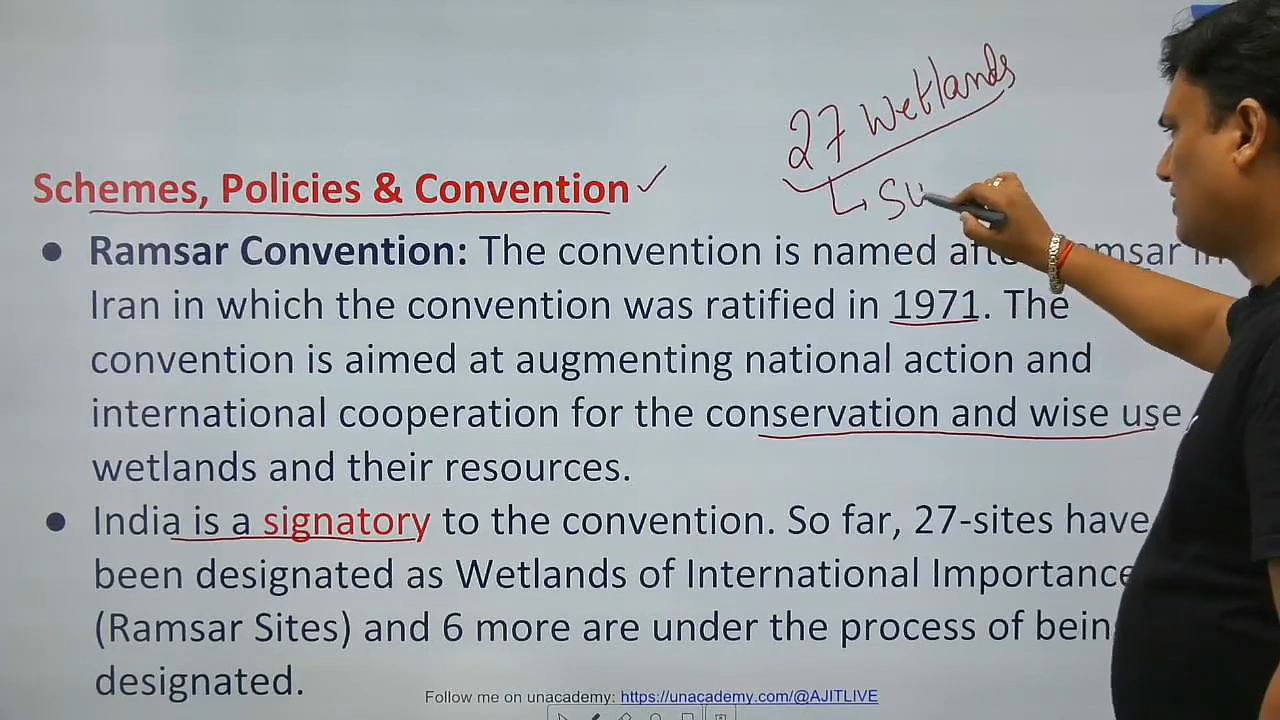 27 Wetlands
Schemes, Policies & Convention
● Ramsar Convention: The convention is named
Iran in which the convention was ratified in 1971. The
convention is aimed at augmenting national action and
international cooperation for the conservation and wise use
wetlands and their resources.
● India is a signatory to the convention. So far, 27-sites have
been designated as Wetlands of International Importance
(Ramsar Sites) and 6 more are under the process of
designated.
Follow me on unacademy: https://unacademy.com/@AJITLIVE